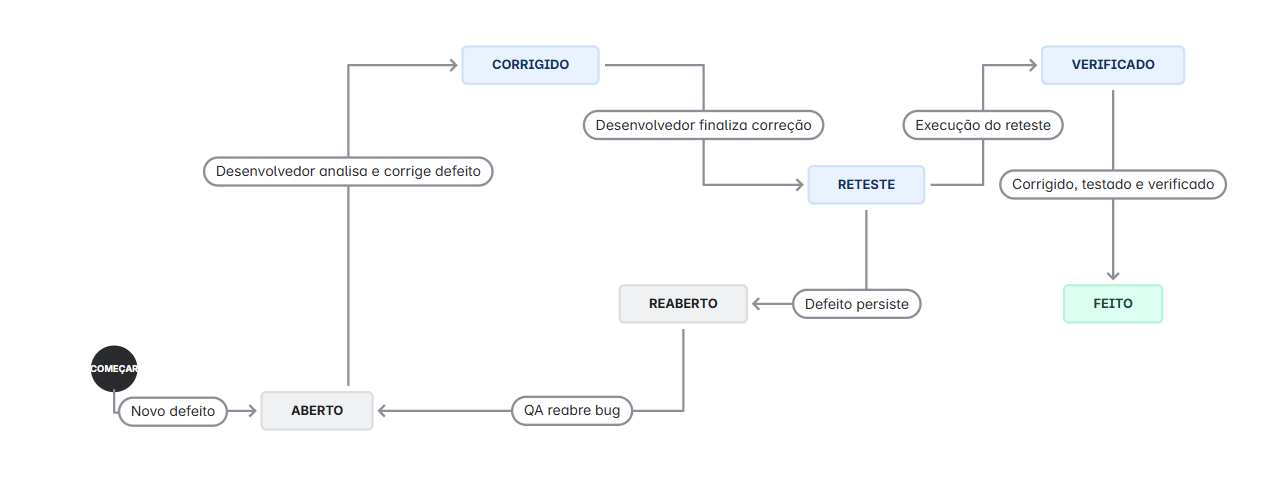 CORRIGIDO
VERIFICADO
Desenvolvedor finaliza correção
Execução do reteste
Desenvolvedor analisa e corrige defeito
RETESTE
Corrigido, testado e verificado
REABERTO
Defeito persiste
FEITO
COMEÇAR
Novo defeito
ABERTO
QA reabre bug